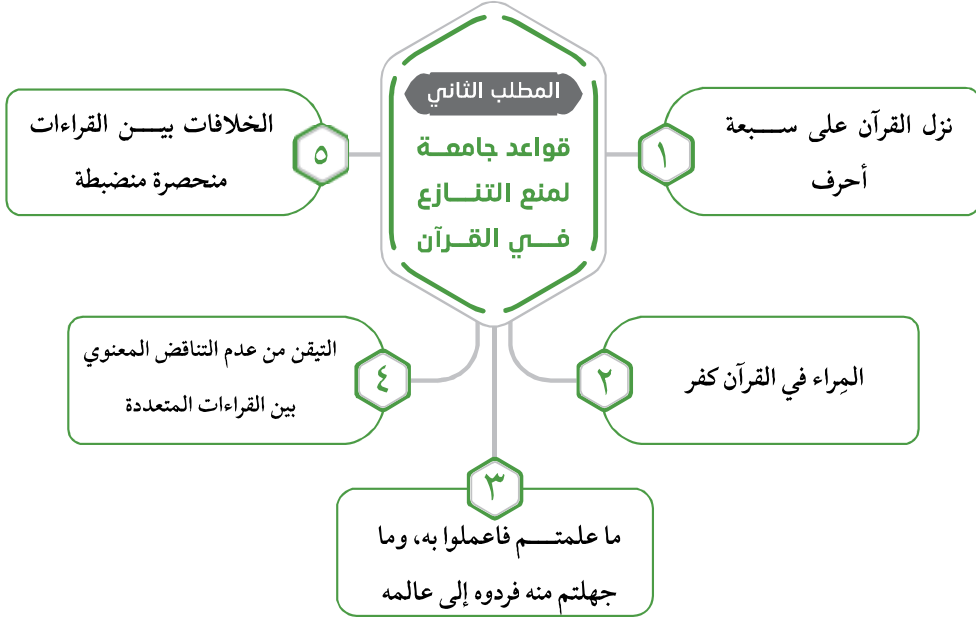 المطلب الثاني
قواعد جامعة
لمنع التنازع
في القرآن
١
نزل القرآن على سبعة
أحرف
٢
المِراء في القرآن كفر
٣
ما علمتم فاعملوا به، وما
جهلتم منه فردوه إلى عالمه
٤
التيقن من عدم التناقض المعنوي
بين القراءات المتعددة
٥
الخلافات بين القراءات
منحصرة منضبطة